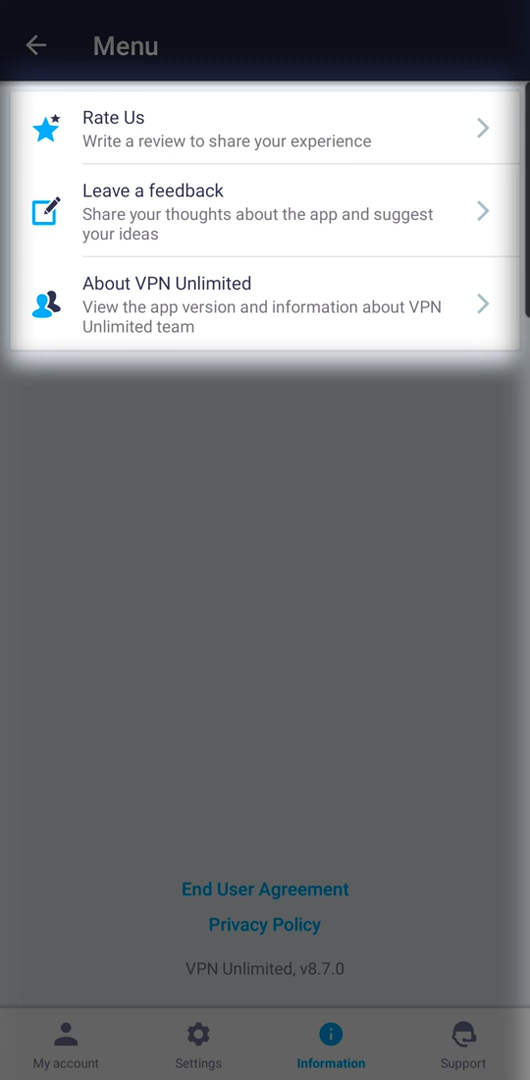 Menu
Rate Us
Write a review to share your experience
Leave a feedback
Share your thoughts about the app and suggest
your ideas
About VPN Unlimited
View the app version and information about VPN
Unlimited team
End User Agreement
Privacy Policy
VPN Unlimited, v8.7.0
My account
Settings
Information
Support